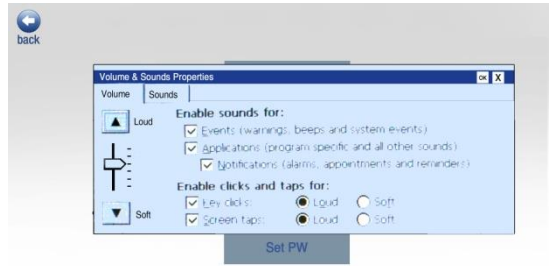 back
Volume & Sounds Properties
OK X
Volume Sounds
Loud
Soft
Enable sounds for:
Events (warnings, beeps and system events)
Applications (program specific and all other sounds)
Notifications (alarms, appointments and reminders)
Enable clicks and taps for:
Key clicks: Loud Soft
Screen taps: Loud Soft
Set PW